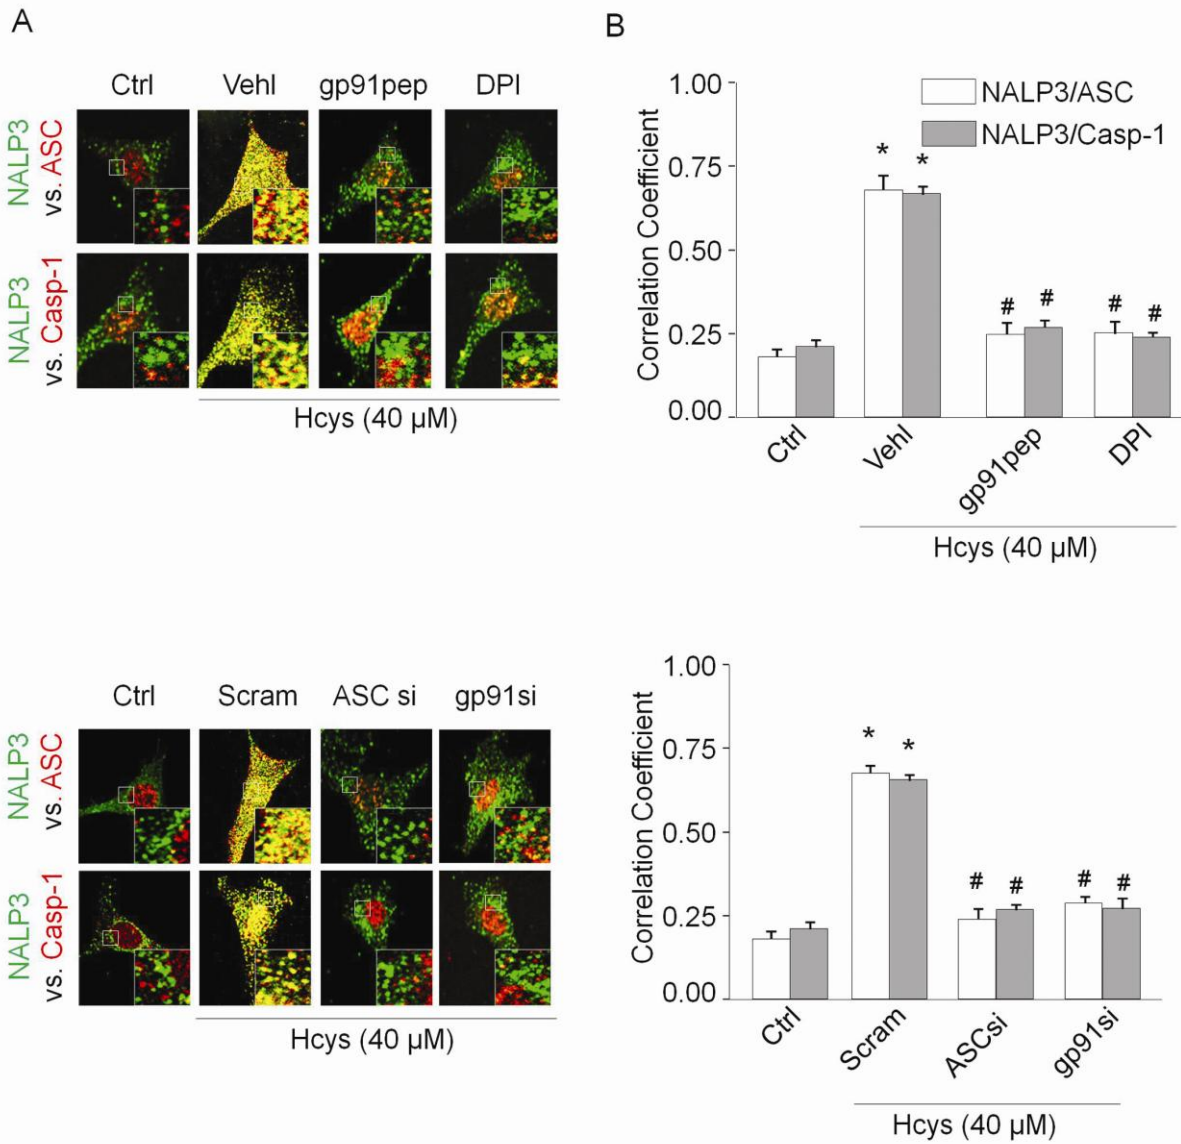 A
Ctrl Vehl gp91pep DPI
NALP3
vs. ASC
NALP3
vs. Casp-1
Hcys (40 µM)
B
NALP3/ASC
NALP3/Casp-1
Correlation Coefficient
1.00
0.75
0.50
0.25
0.00
* *
# # # #
Ctrl Vehl gp91pep DPI
Hcys (40 µM)
Ctrl Scram ASC si gp91si
NALP3
vs. ASC
NALP3
vs. Casp-1
Hcys (40 µM)
Correlation Coefficient
1.00
0.75
0.50
0.25
0.00
* *
# # # #
Ctrl Scram ASCsi gp91si
Hcys (40 µM)